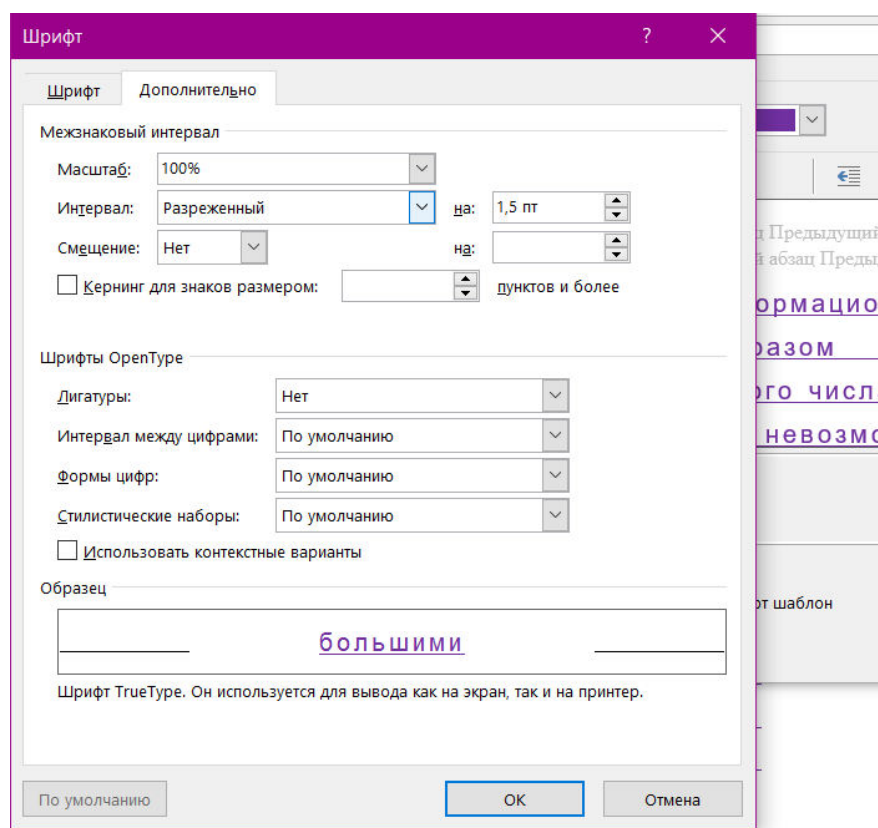 Шрифт ?
Шрифт Дополнительно
Межзнаковый интервал
Масштаб: 100%
Интервал: Разреженный на: 1,5 пт
Смещение: Нет на:
Кернинг для знаков размером: пунктов и более
Шрифты OpenType
Лигатуры: Нет
Интервал между цифрами: По умолчанию
Формы цифр: По умолчанию
Стилистические наборы: По умолчанию
Использовать контекстные варианты
Образец
большими
Шрифт TrueType. Он используется для вывода как на экран, так и на принтер.
По умолчанию ОК Отмена
ц Предыдущий
й абзац Преды
ормацио
разом
ого числ
невозмо
от шаблон